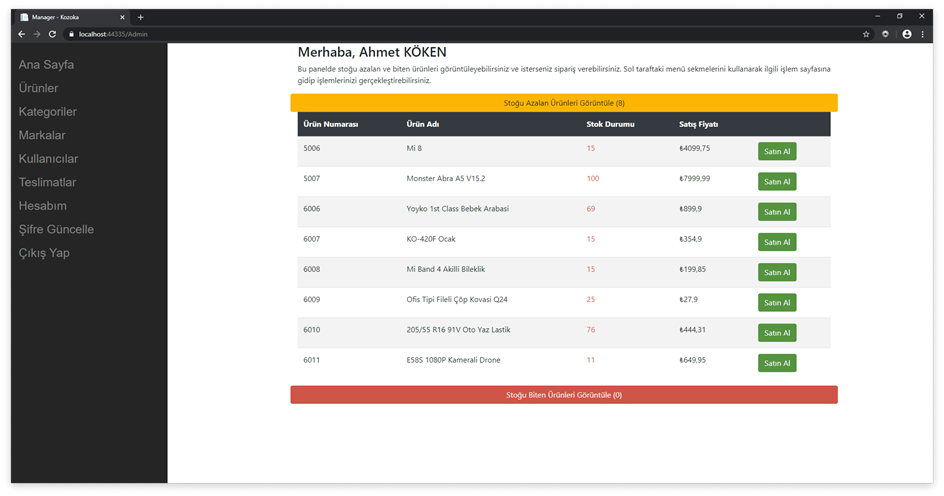 Manager - Kozoka
localhost:44335/Admin
Ana Sayfa
Ürünler
Kategoriler
Markalar
Kullanıcılar
Teslimatlar
Hesabım
Şifre Güncelle
Çıkış Yap
Merhaba, Ahmet KÖKEN
Bu panelde stoğu azalan ve biten ürünleri görüntüleyebilirsiniz ve isterseniz sipariş verebilirsiniz. Sol taraftaki menü sekmelerini kullanarak ilgili işlem sayfasına
gidip işlemlerinizi gerçekleştirebilirsiniz.
Stoğu Azalan Ürünleri Görüntüle (8)
Ürün Numarası Ürün Adı Stok Durumu Satış Fiyatı
5006 Mi 8 15 ₺4099,75 Satın Al
5007 Monster Abra A5 V15.2 100 ₺7999,99 Satın Al
6006 Yoyko 1st Class Bebek Arabasi 69 ₺899,9 Satın Al
6007 KO-420F Ocak 15 ₺354,9 Satın Al
6008 Mi Band 4 Akilli Bileklik 15 ₺199,85 Satın Al
6009 Ofis Tipi Fileli Çöp Kovasi Q24 25 ₺27,9 Satın Al
6010 205/55 R16 91V Oto Yaz Lastik 76 ₺444,31 Satın Al
6011 E58S 1080P Kamerali Drone 11 ₺649,95 Satın Al
Stoğu Biten Ürünleri Görüntüle (0)